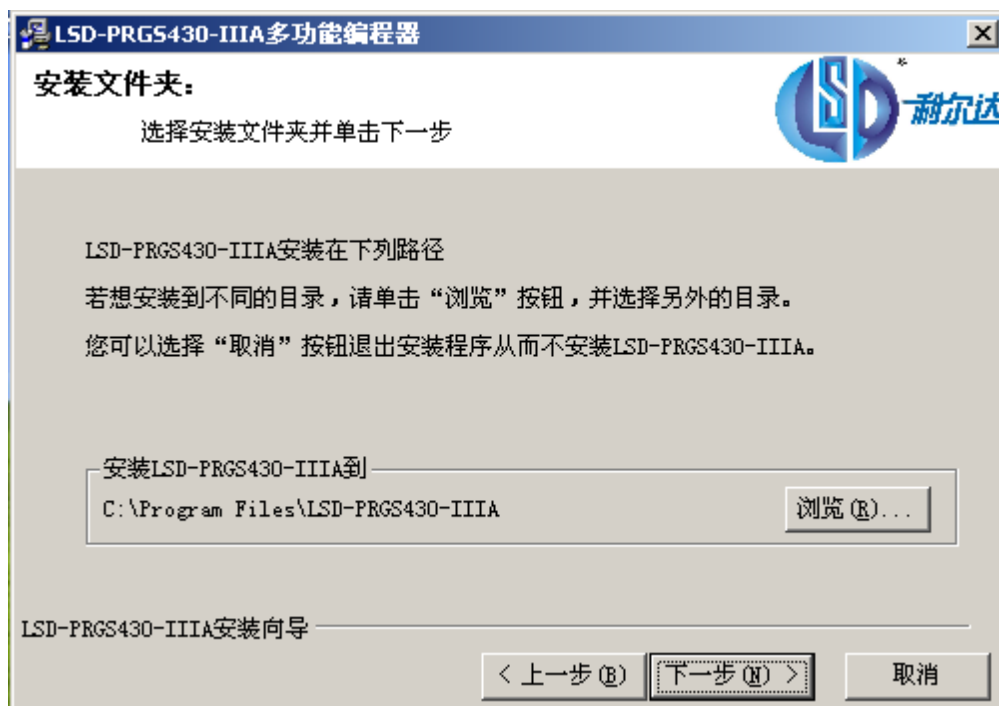 LSD-PRGS430-IIIA多功能编程器
安装文件夹：
选择安装文件夹并单击下一步
LSD
利尔达
LSD-PRGS430-IIIA安装在下列路径
若想安装到不同的目录，请单击“浏览”按钮，并选择另外的目录。
您可以选择“取消”按钮退出安装程序从而不安装LSD-PRGS430-IIIA。
安装LSD-PRGS430-IIIA到
C:\Program Files\LSD-PRGS430-IIIA
浏览(R)...
LSD-PRGS430-IIIA安装向导
< 上一步(B)
下一步(N) >
取消